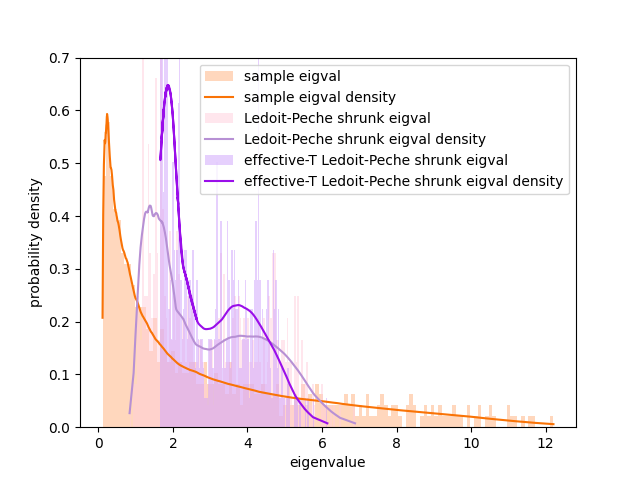 sample eigval
sample eigval density
Ledoit-Peche shrunk eigval
Ledoit-Peche shrunk eigval density
effective-T Ledoit-Peche shrunk eigval
effective-T Ledoit-Peche shrunk eigval density
probability density
0.7
0.6
0.5
0.4
0.3
0.2
0.1
0.0
0 2 4 6 8 10 12
eigenvalue